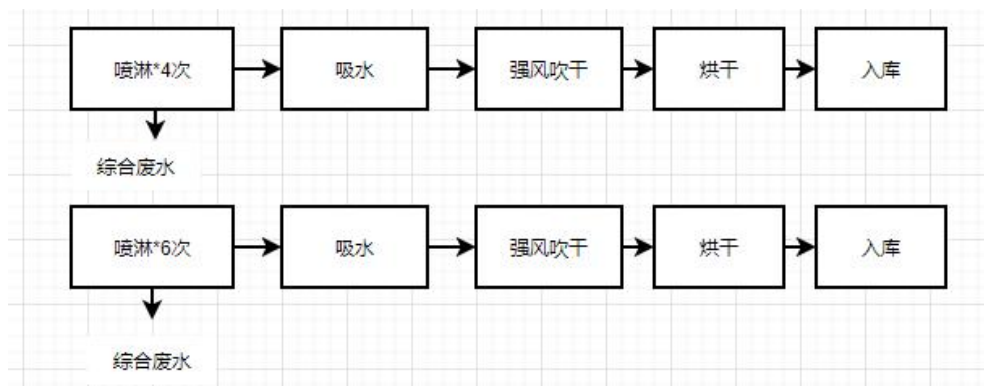 喷淋*4次
吸水
强风吹干
烘干
入库
综合废水
喷淋*6次
吸水
强风吹干
烘干
入库
综合废水